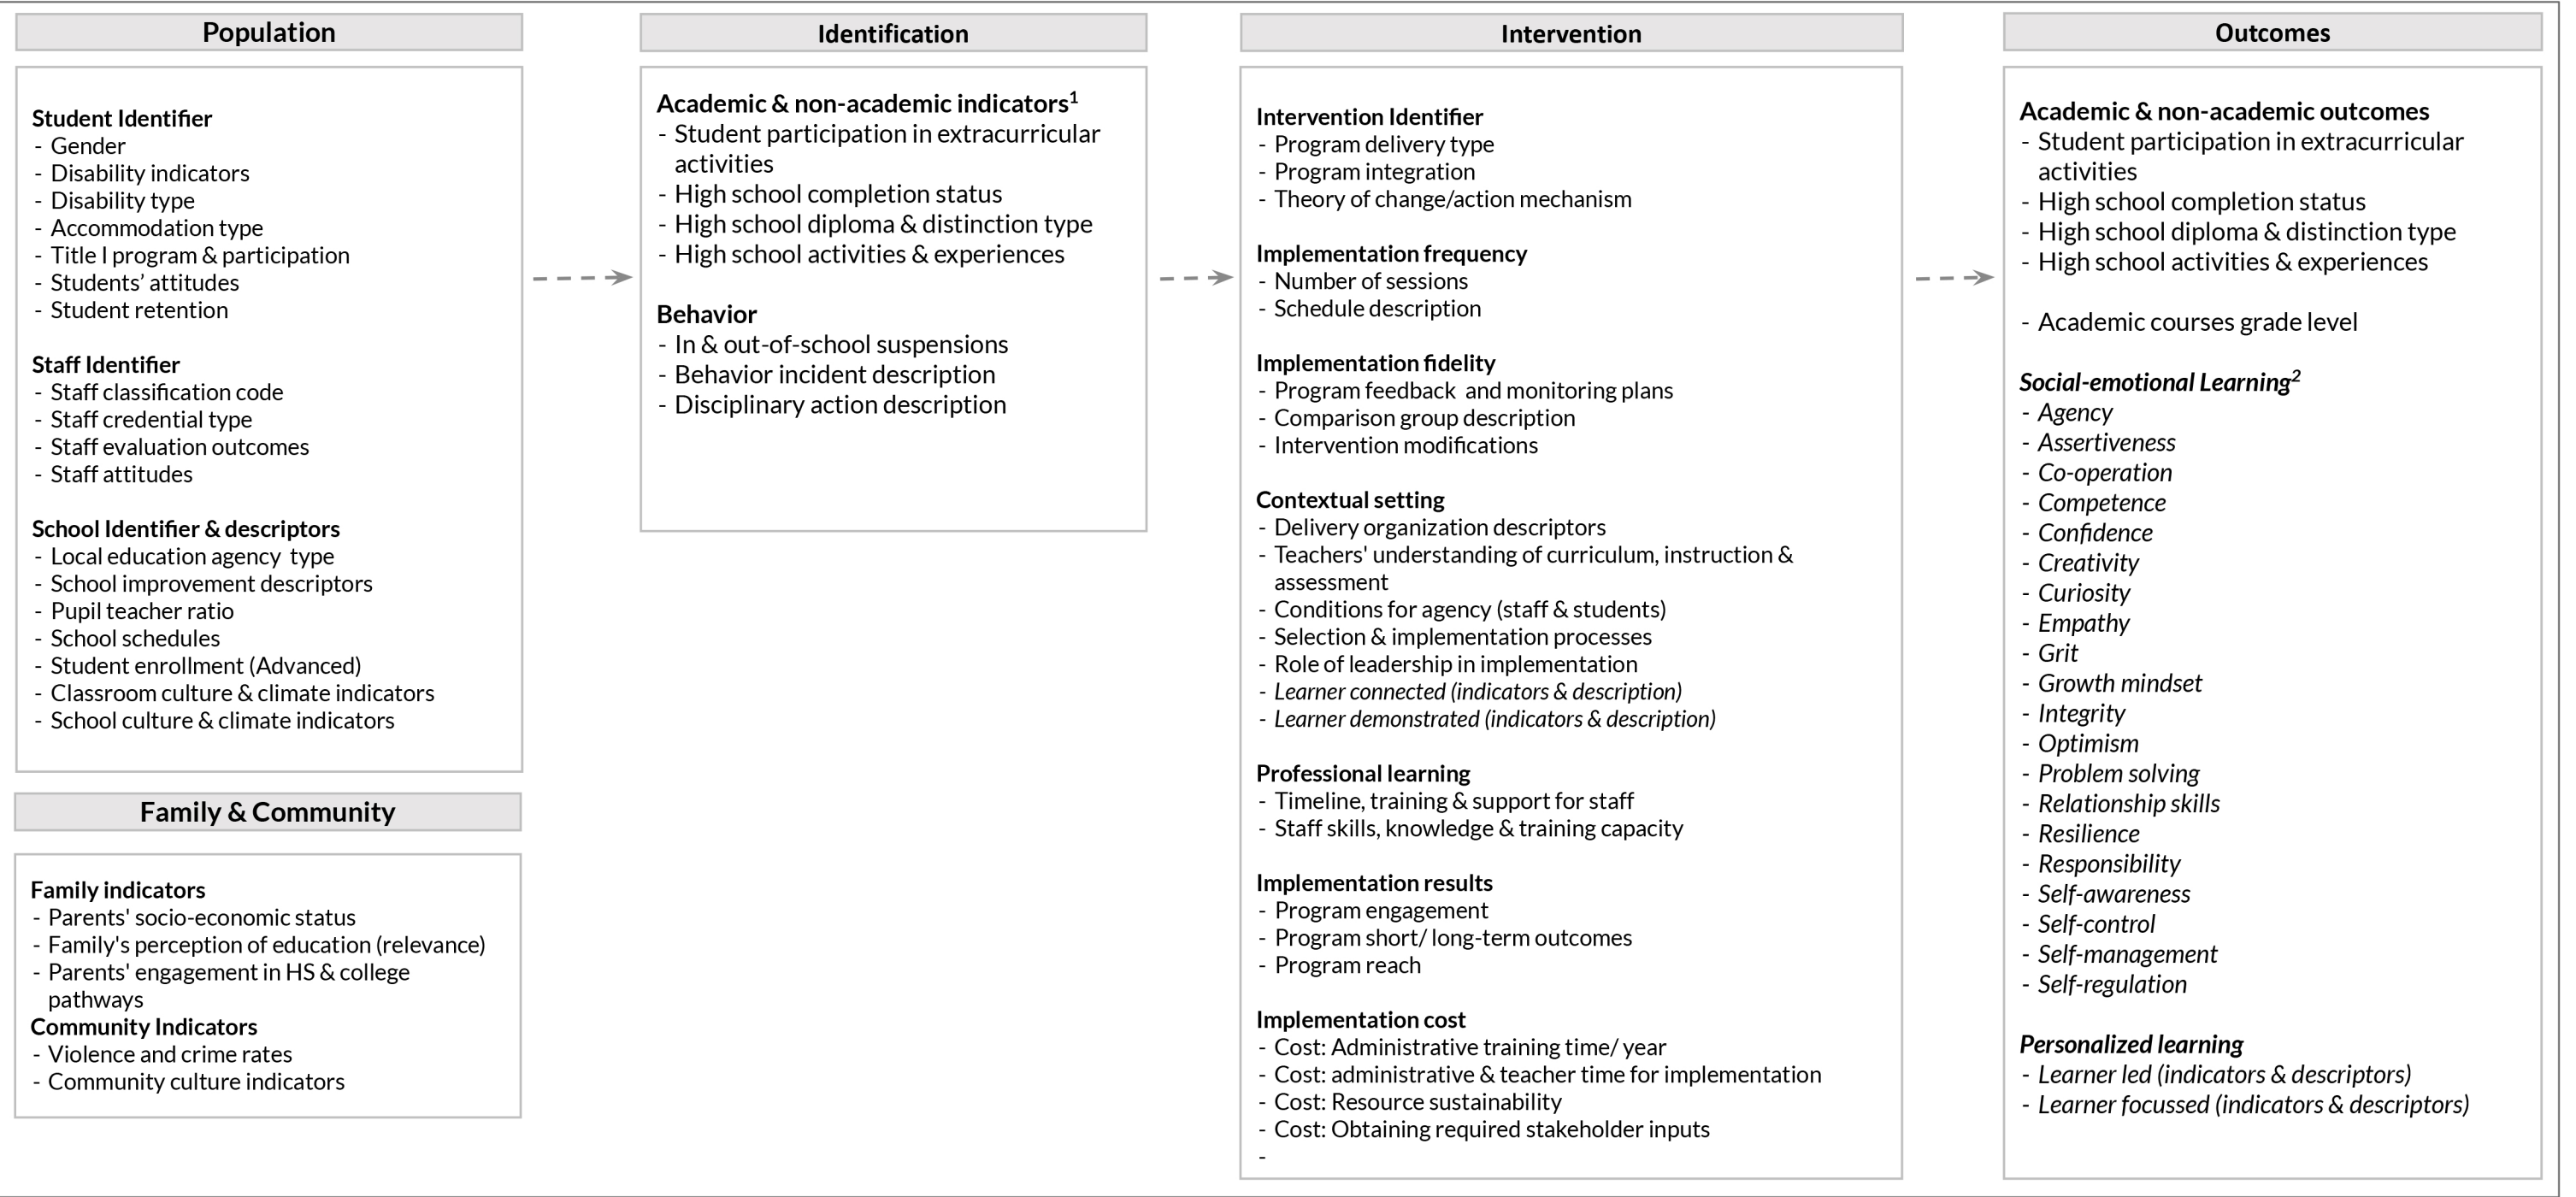 Population
Student Identifier
- Gender
- Disability indicators
- Disability type
- Accommodation type
- Title I program & participation
- Students’ attitudes
- Student retention
Staff Identifier
- Staff classification code
- Staff credential type
- Staff evaluation outcomes
- Staff attitudes
School Identifier & descriptors
- Local education agency  type
- School improvement descriptors
- Pupil teacher ratio
- School schedules
- Student enrollment (Advanced)
- Classroom culture & climate indicators
- School culture & climate indicators
Family & Community
Family indicators
- Parents' socio-economic status
- Family's perception of education (relevance)
- Parents' engagement in HS & college
pathways
Community Indicators
- Violence and crime rates
- Community culture indicators
Identification
Academic & non-academic indicators¹
- Student participation in extracurricular
activities
- High school completion status
- High school diploma & distinction type
- High school activities & experiences
Behavior
- In & out-of-school suspensions
- Behavior incident description
- Disciplinary action description
Intervention
Intervention Identifier
- Program delivery type
- Program integration
- Theory of change/action mechanism
Implementation frequency
- Number of sessions
- Schedule description
Implementation fidelity
- Program feedback  and monitoring plans
- Comparison group description
- Intervention modifications
Contextual setting
- Delivery organization descriptors
- Teachers' understanding of curriculum, instruction &
assessment
- Conditions for agency (staff & students)
- Selection & implementation processes
- Role of leadership in implementation
- Learner connected (indicators & description)
- Learner demonstrated (indicators & description)
Professional learning
- Timeline, training & support for staff
- Staff skills, knowledge & training capacity
Implementation results
- Program engagement
- Program short/ long-term outcomes
- Program reach
Implementation cost
- Cost: Administrative training time/ year
- Cost: administrative & teacher time for implementation
- Cost: Resource sustainability
- Cost: Obtaining required stakeholder inputs
-
Outcomes
Academic & non-academic outcomes
- Student participation in extracurricular
activities
- High school completion status
- High school diploma & distinction type
- High school activities & experiences
- Academic courses grade level
Social-emotional Learning²
- Agency
- Assertiveness
- Co-operation
- Competence
- Confidence
- Creativity
- Curiosity
- Empathy
- Grit
- Growth mindset
- Integrity
- Optimism
- Problem solving
- Relationship skills
- Resilience
- Responsibility
- Self-awareness
- Self-control
- Self-management
- Self-regulation
Personalized learning
- Learner led (indicators & descriptors)
- Learner focussed (indicators & descriptors)